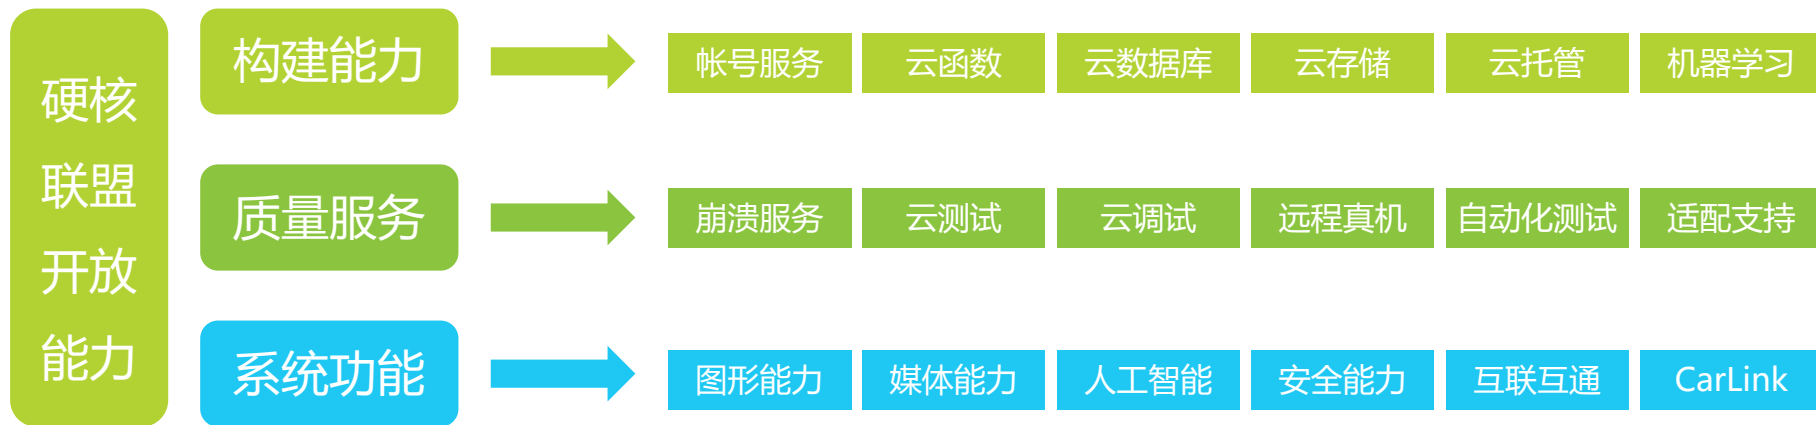 硬核
联盟
开放
能力
构建能力
帐号服务
云函数
云数据库
云存储
云托管
机器学习
质量服务
崩溃服务
云测试
云调试
远程真机
自动化测试
适配支持
系统功能
图形能力
媒体能力
人工智能
安全能力
互联互通
CarLink